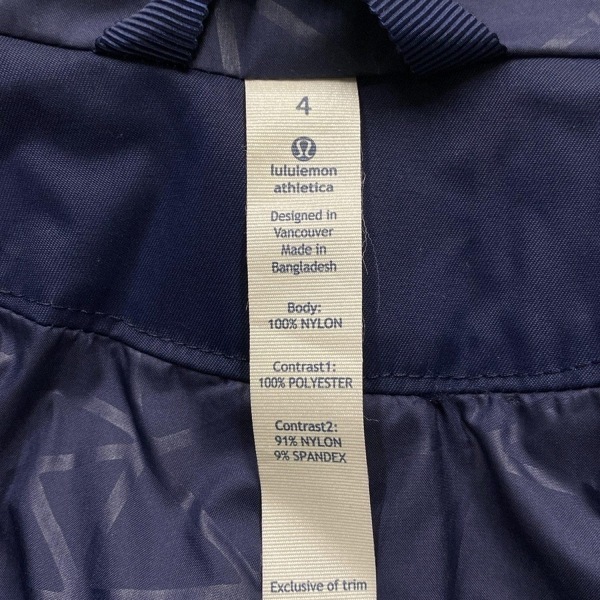 4
lululemon
athletica
Designed in
Vancouver
Made in
Bangladesh
Body:
100% NYLON
Contrast1:
100% POLYESTER
Contrast2:
91% NYLON
9% SPANDEX
Exclusive of trim